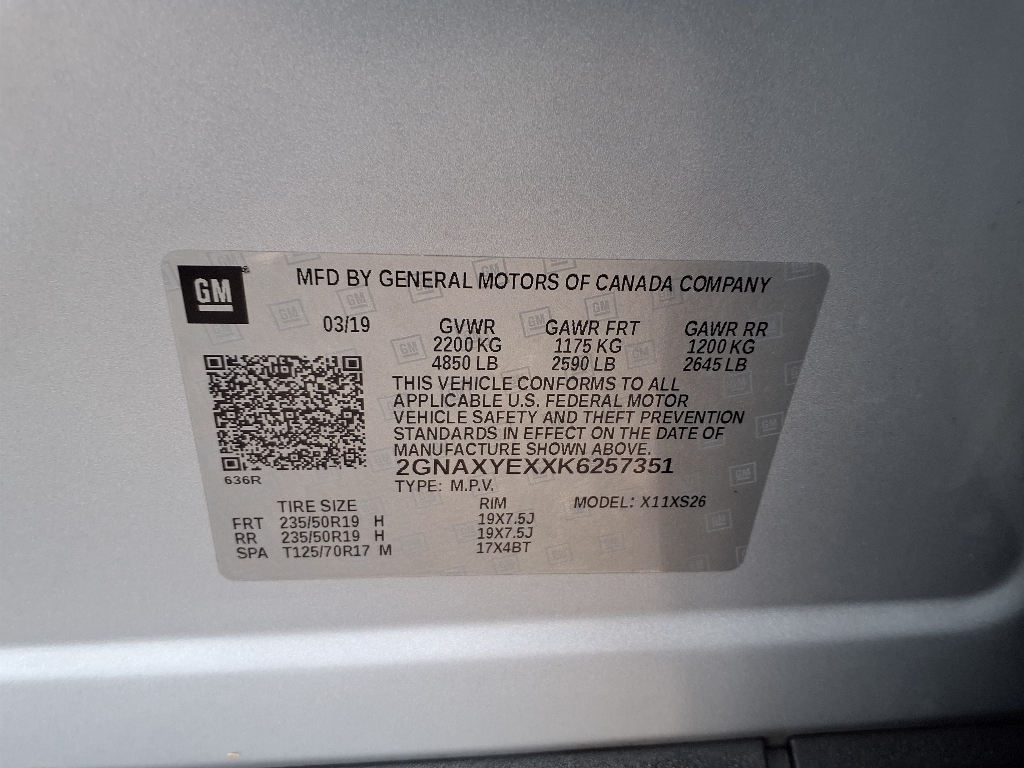 GM
MFD BY GENERAL MOTORS OF CANADA COMPANY
03/19 GVWR GAWR FRT GAWR RR
2200 KG 1175 KG 1200 KG
4850 LB 2590 LB 2645 LB
THIS VEHICLE CONFORMS TO ALL
APPLICABLE U.S. FEDERAL MOTOR
VEHICLE SAFETY AND THEFT PREVENTION
STANDARDS IN EFFECT ON THE DATE OF
MANUFACTURE SHOWN ABOVE.
2GNAXYEXXK6257351
636R
TYPE: M.P.V.
TIRE SIZE RIM MODEL: X11XS26
FRT 235/50R19 H 19X7.5J
RR 235/50R19 H 19X7.5J
SPA T125/70R17 M 17X4BT